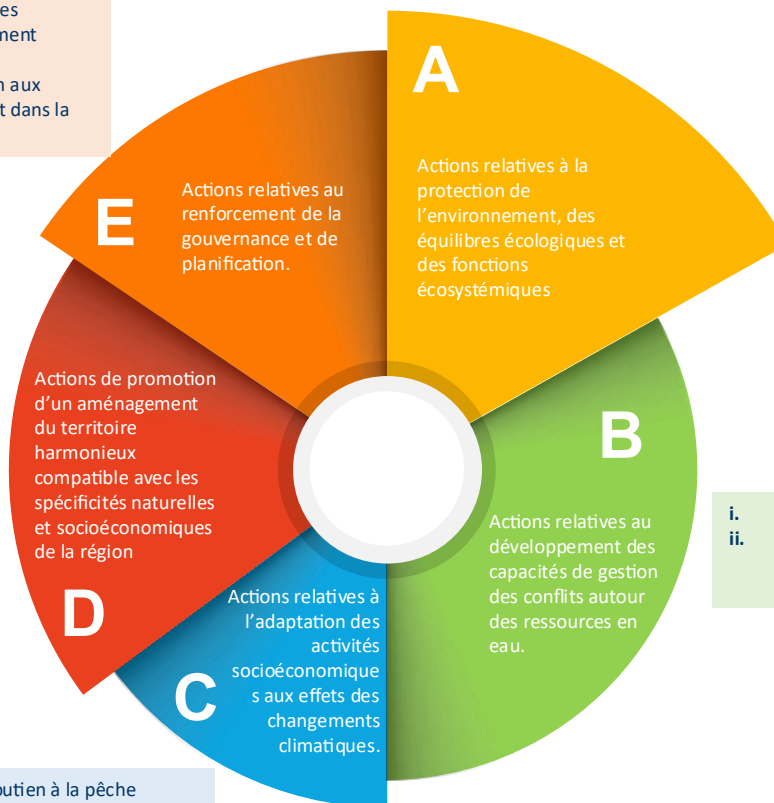 es
ment
n aux
t dans la
A
Actions relatives à la
protection de
l'environnement, des
équilibres écologiques et
des fonctions
écosystémiques
E
Actions relatives au
renforcement de la
gouvernance et de
planification.
B
Actions relatives au
développement des
capacités de gestion
des conflits autour
des ressources en
eau.
i.
ii.
Actions de promotion
d'un aménagement
du territoire
harmonieux
compatible avec les
spécificités naturelles
et socioéconomiques
de la région
D
C
Actions relatives à
l'adaptation des
activités
socioéconomique
s aux effets des
changements
climatiques.
outien à la pêche